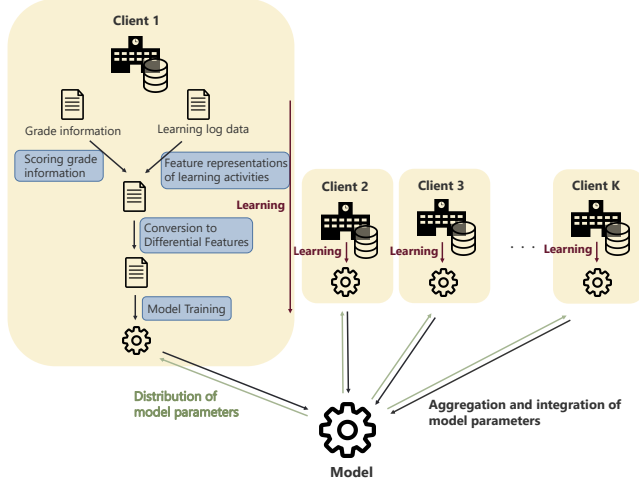 Client 1
Grade information
Learning log data
Scoring grade
information
Feature representations
of learning activities
Learning
Conversion to
Differential Features
Model Training
Client 2
Learning
Client 3
Learning
. . .
Client K
Learning
Distribution of
model parameters
Aggregation and integration of
model parameters
Model